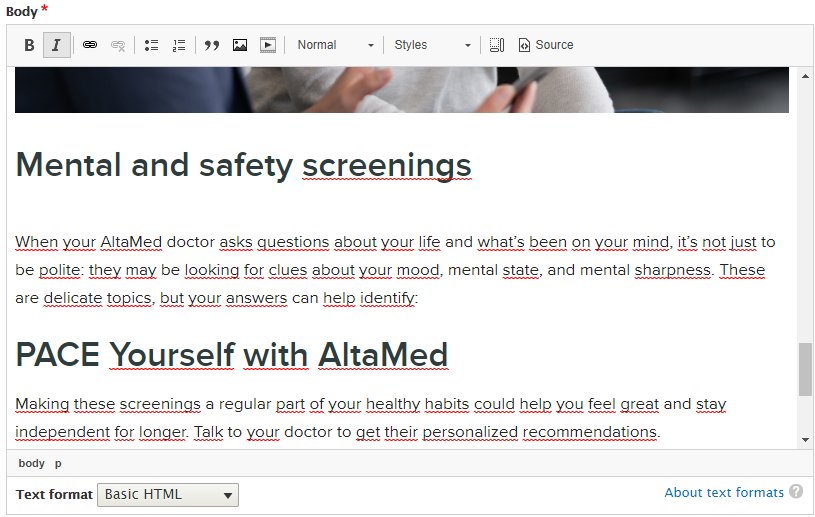 Body *
B I Normal Styles Source
Mental and safety screenings
When your AltaMed doctor asks questions about your life and what’s been on your mind, it’s not just to
be polite: they may be looking for clues about your mood, mental state, and mental sharpness. These
are delicate topics, but your answers can help identify:
PACE Yourself with AltaMed
Making these screenings a regular part of your healthy habits could help you feel great and stay
independent for longer. Talk to your doctor to get their personalized recommendations.
body p
Text format Basic HTML About text formats ?